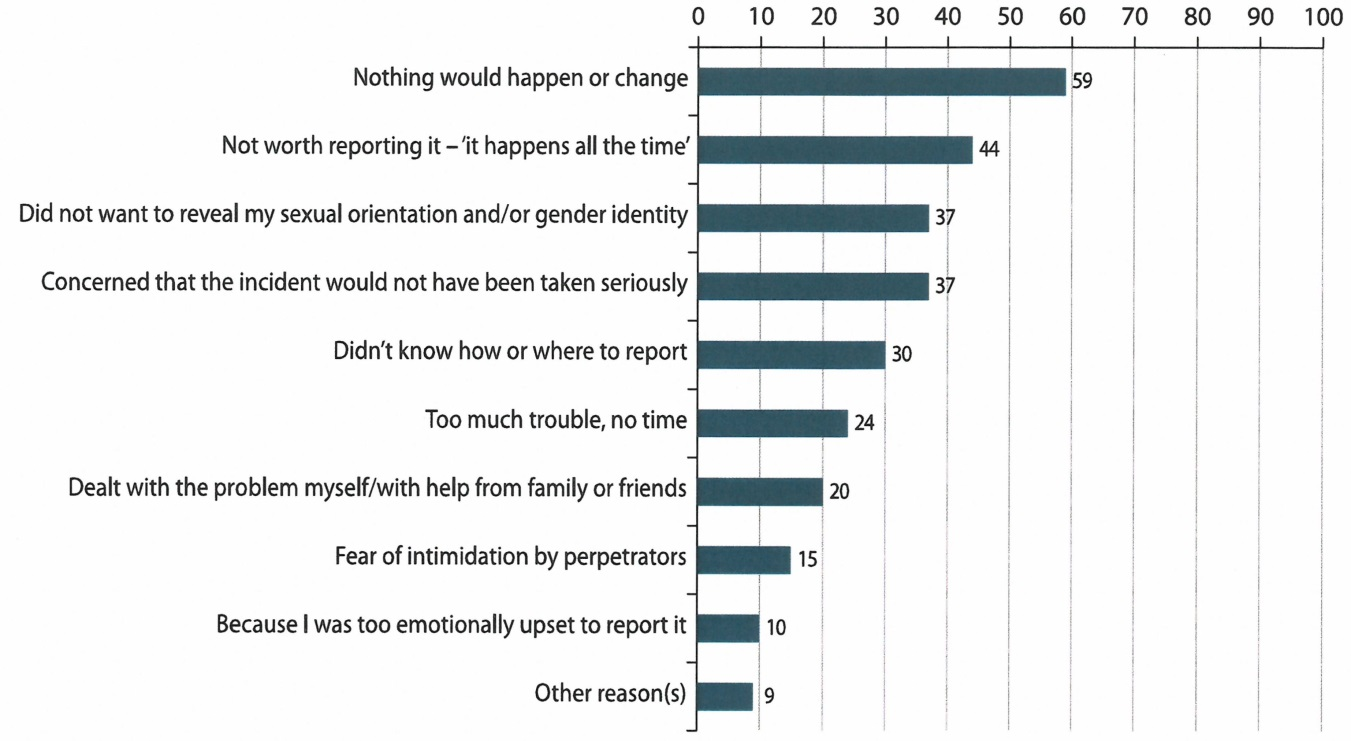 0 10 20 30 40 50 60 70 80 90 100
Nothing would happen or change 59
Not worth reporting it – ‘it happens all the time’ 44
Did not want to reveal my sexual orientation and/or gender identity 37
Concerned that the incident would not have been taken seriously 37
Didn’t know how or where to report 30
Too much trouble, no time 24
Dealt with the problem myself/with help from family or friends 20
Fear of intimidation by perpetrators 15
Because I was too emotionally upset to report it 10
Other reason(s) 9